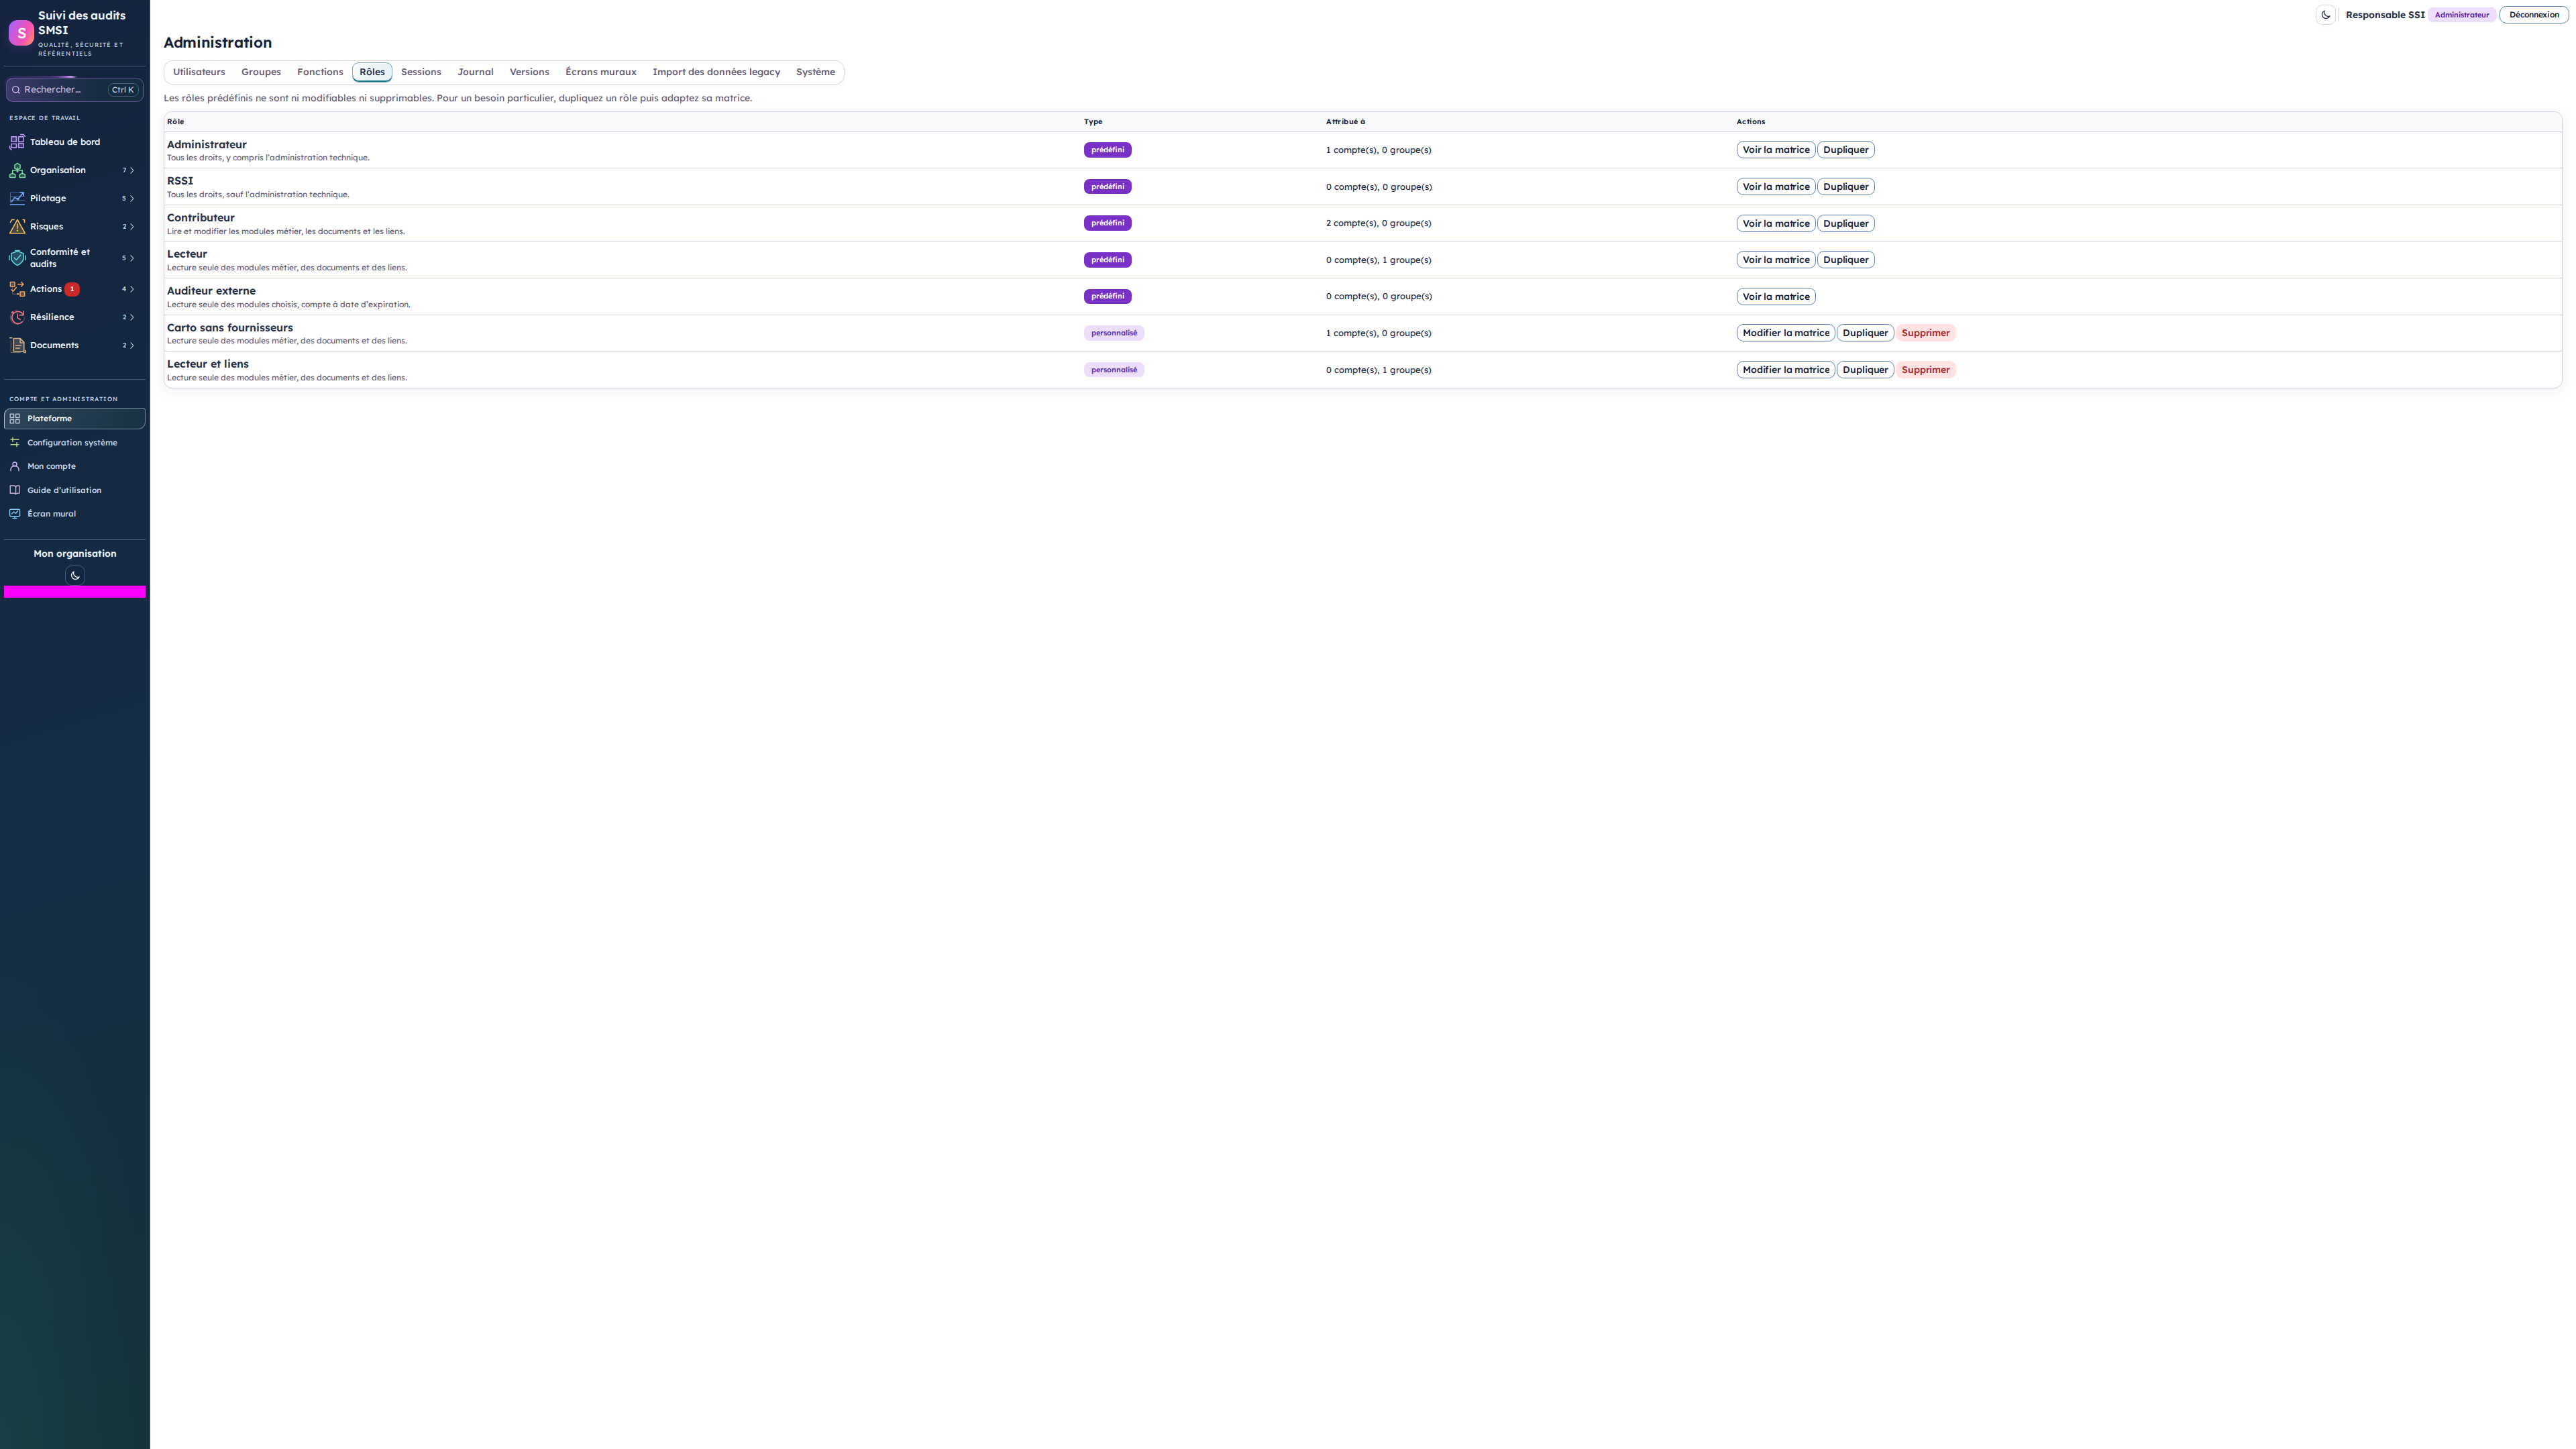 Suivi des audits
SMSI
QUALITÉ, SÉCURITÉ ET
RÉFÉRENTIELS
S
Rechercher... Ctrl K
ESPACE DE TRAVAIL
Tableau de bord
Organisation 7
Pilotage 5
Risques 2
Conformité et
audits 5
Actions 1 4
Résilience 2
Documents 2
COMPTE ET ADMINISTRATION
Plateforme
Configuration système
Mon compte
Guide d'utilisation
Écran mural
Mon organisation
Responsable SSI Administrateur Déconnexion
Administration
Utilisateurs Groupes Fonctions Rôles Sessions Journal Versions Écrans muraux Import des données legacy Système
Les rôles prédéfinis ne sont ni modifiables ni supprimables. Pour un besoin particulier, dupliquez un rôle puis adaptez sa matrice.
Rôle Type Attribué à Actions
Administrateur
Tous les droits, y compris l'administration technique.
prédéfini 1 compte(s), 0 groupe(s) Voir la matrice Dupliquer
RSSI
Tous les droits, sauf l'administration technique.
prédéfini 0 compte(s), 0 groupe(s) Voir la matrice Dupliquer
Contributeur
Lire et modifier les modules métier, les documents et les liens.
prédéfini 2 compte(s), 0 groupe(s) Voir la matrice Dupliquer
Lecteur
Lecture seule des modules métier, des documents et des liens.
prédéfini 0 compte(s), 1 groupe(s) Voir la matrice Dupliquer
Auditeur externe
Lecture seule des modules choisis, compte à date d'expiration.
prédéfini 0 compte(s), 0 groupe(s) Voir la matrice
Carto sans fournisseurs
Lecture seule des modules métier, des documents et des liens.
personnalisé 1 compte(s), 0 groupe(s) Modifier la matrice Dupliquer Supprimer
Lecteur et liens
Lecture seule des modules métier, des documents et des liens.
personnalisé 0 compte(s), 1 groupe(s) Modifier la matrice Dupliquer Supprimer